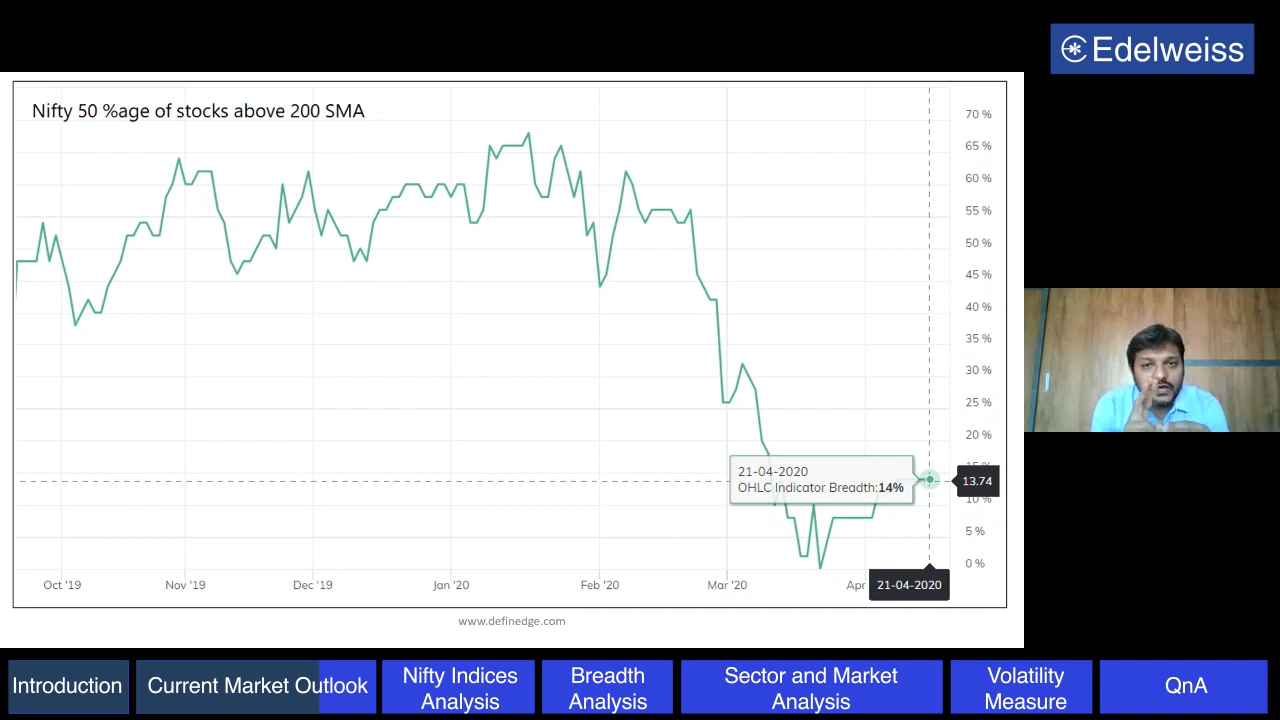 Edelweiss
Nifty 50 %age of stocks above 200 SMA
70 %
65 %
60 %
55 %
50 %
45 %
40 %
35 %
30 %
25 %
20 %
15 %
10 %
5 %
0 %
21-04-2020
OHLC Indicator Breadth:14%
13.74
Oct '19
Nov '19
Dec '19
Jan '20
Feb '20
Mar '20
Apr
21-04-2020
www.definedge.com
Introduction
Current Market Outlook
Nifty Indices
Analysis
Breadth
Analysis
Sector and Market
Analysis
Volatility
Measure
QnA